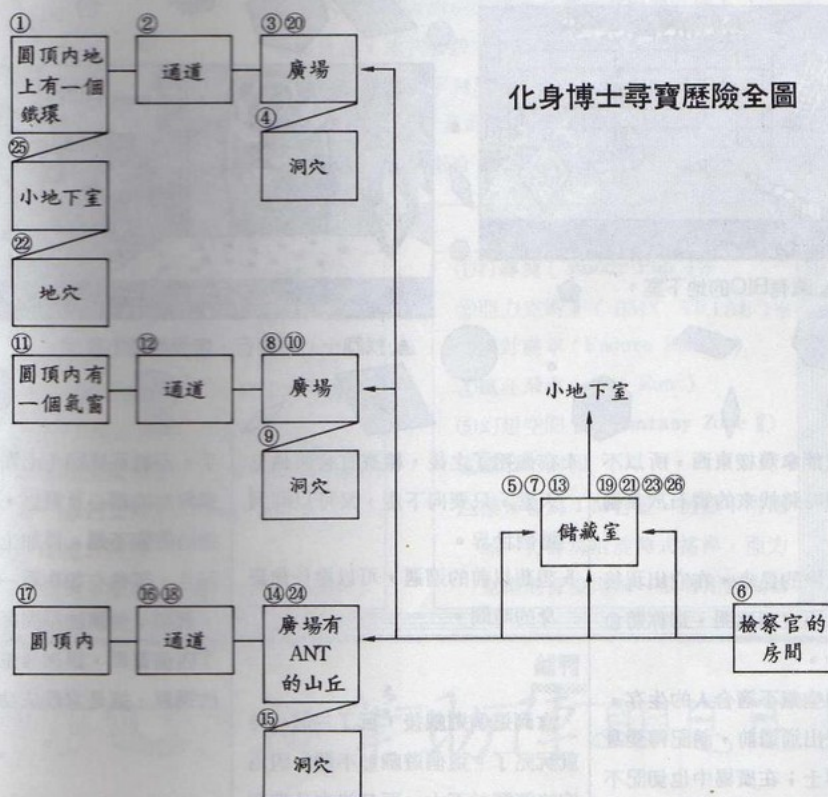 化身博士尋寶歷險全圖
①
圓頂內地
上有一個
鐵環
②
通道
③⑳
廣場
④
洞穴
㉕
小地下室
㉒
地穴
⑪
圓頂內有
一個氣窗
⑫
通道
⑧⑩
廣場
⑨
洞穴
小地下室
⑤⑦⑬
⑲㉑㉓㉖
儲藏室
⑰
圓頂內
⑯⑱
通道
⑭㉔
廣場有
ANT
的山丘
⑮
洞穴
⑥
檢察官的
房間